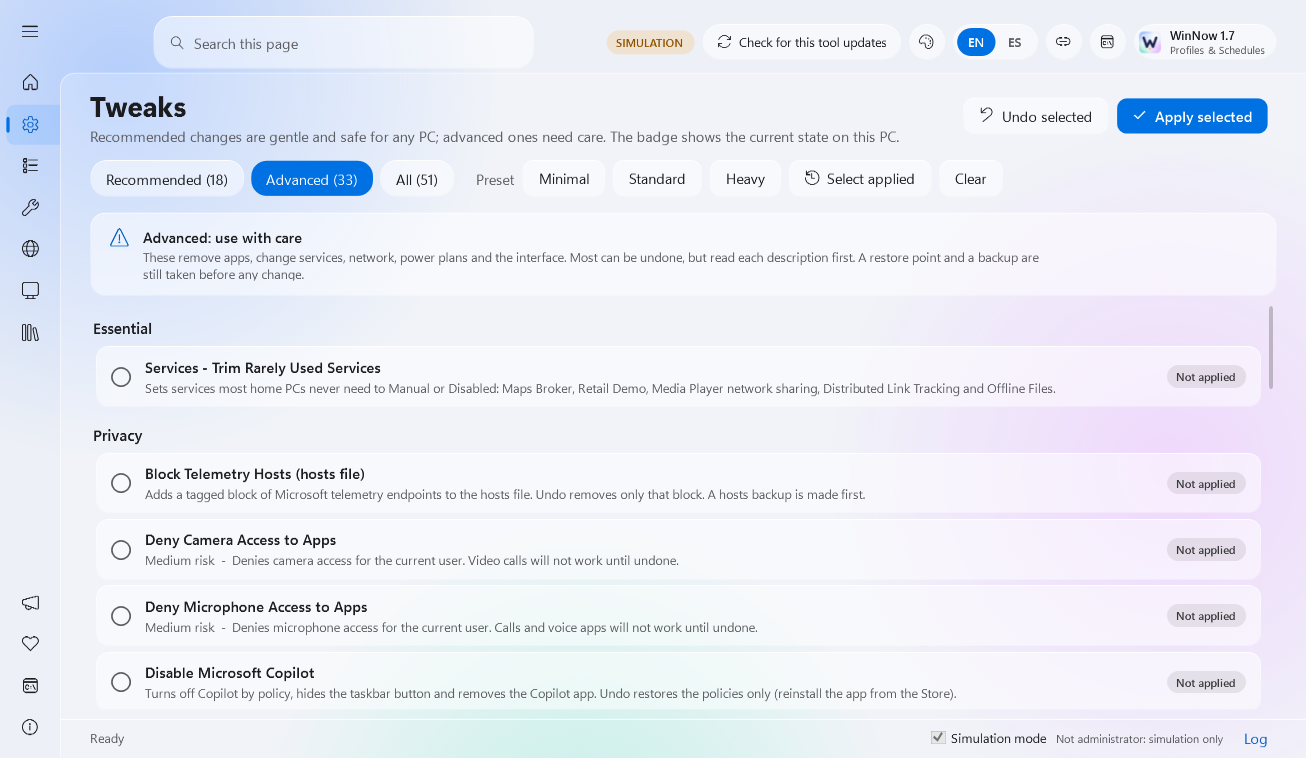 Search this page
SIMULATION
Check for this tool updates
EN
ES
WinNow 1.7
Profiles & Schedules
Tweaks
Recommended changes are gentle and safe for any PC; advanced ones need care. The badge shows the current state on this PC.
Undo selected
Apply selected
Recommended (18)
Advanced (33)
All (51)
Preset
Minimal
Standard
Heavy
Select applied
Clear
Advanced: use with care
These remove apps, change services, network, power plans and the interface. Most can be undone, but read each description first. A restore point and a backup are
still taken before any change.
Essential
Services - Trim Rarely Used Services
Sets services most home PCs never need to Manual or Disabled: Maps Broker, Retail Demo, Media Player network sharing, Distributed Link Tracking and Offline Files.
Not applied
Privacy
Block Telemetry Hosts (hosts file)
Adds a tagged block of Microsoft telemetry endpoints to the hosts file. Undo removes only that block. A hosts backup is made first.
Not applied
Deny Camera Access to Apps
Medium risk - Denies camera access for the current user. Video calls will not work until undone.
Not applied
Deny Microphone Access to Apps
Medium risk - Denies microphone access for the current user. Calls and voice apps will not work until undone.
Not applied
Disable Microsoft Copilot
Turns off Copilot by policy, hides the taskbar button and removes the Copilot app. Undo restores the policies only (reinstall the app from the Store).
Not applied
Ready
Simulation mode
Not administrator: simulation only
Log